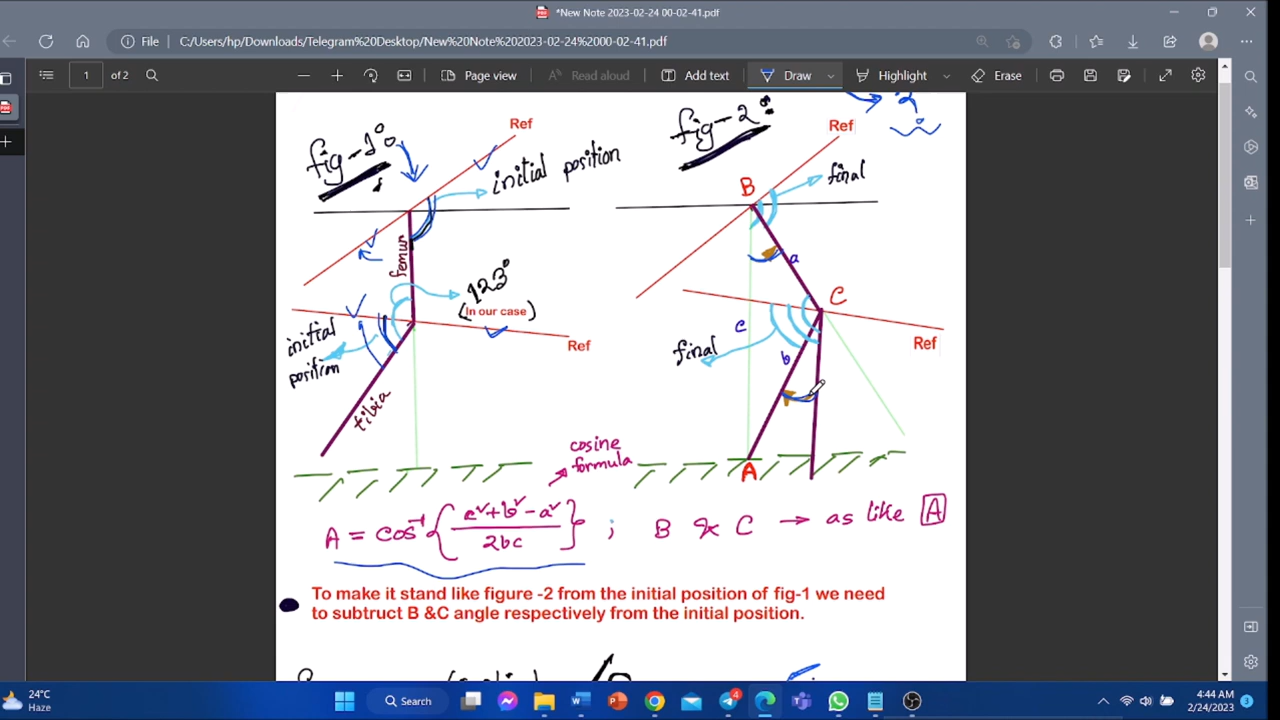 *New Note 2023-02-24 00-02-41.pdf
File
C:/Users/hp/Downloads/Telegram%20Desktop/New%20Note%202023-02-24%2000-02-41.pdf
1 of 2
Page view
Read aloud
Add text
Draw
Highlight
Erase
fig-1:
Ref
initial position
femur
123°
(In our case)
initial position
Ref
tibia
fig-2:
2
Ref
B
final
a
C
c
final
b
Ref
A
cosine
formula
A = cos⁻¹ { (c²+b²-a²) / 2bc } ; B & C → as like A
To make it stand like figure -2 from the initial position of fig-1 we need
to subtruct B &C angle respectively from the initial position.
24°C
Haze
Search
4
4:44 AM
2/24/2023
3